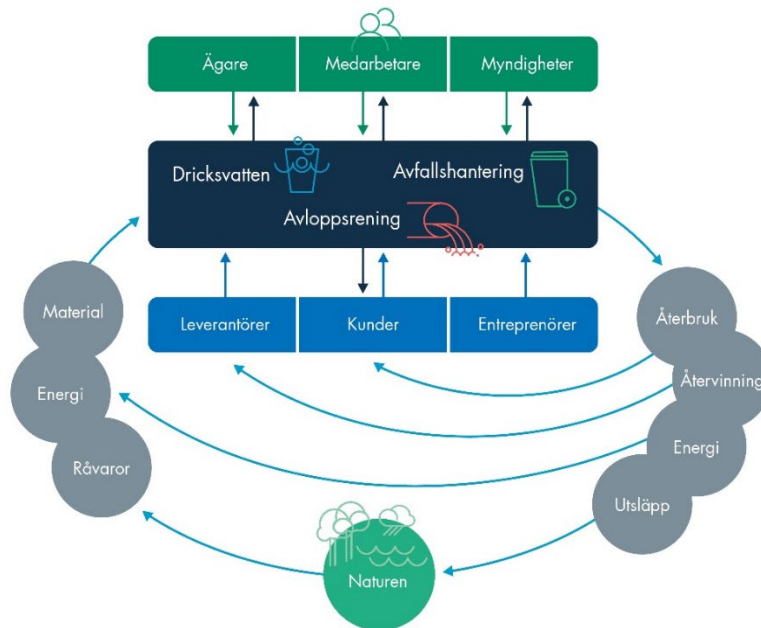 Ägare
Medarbetare
Myndigheter
Dricksvatten
Avfallshantering
Avloppsrening
Leverantörer
Kunder
Entreprenörer
Material
Energi
Råvaror
Återbruk
Återvinning
Energi
Utsläpp
Naturen